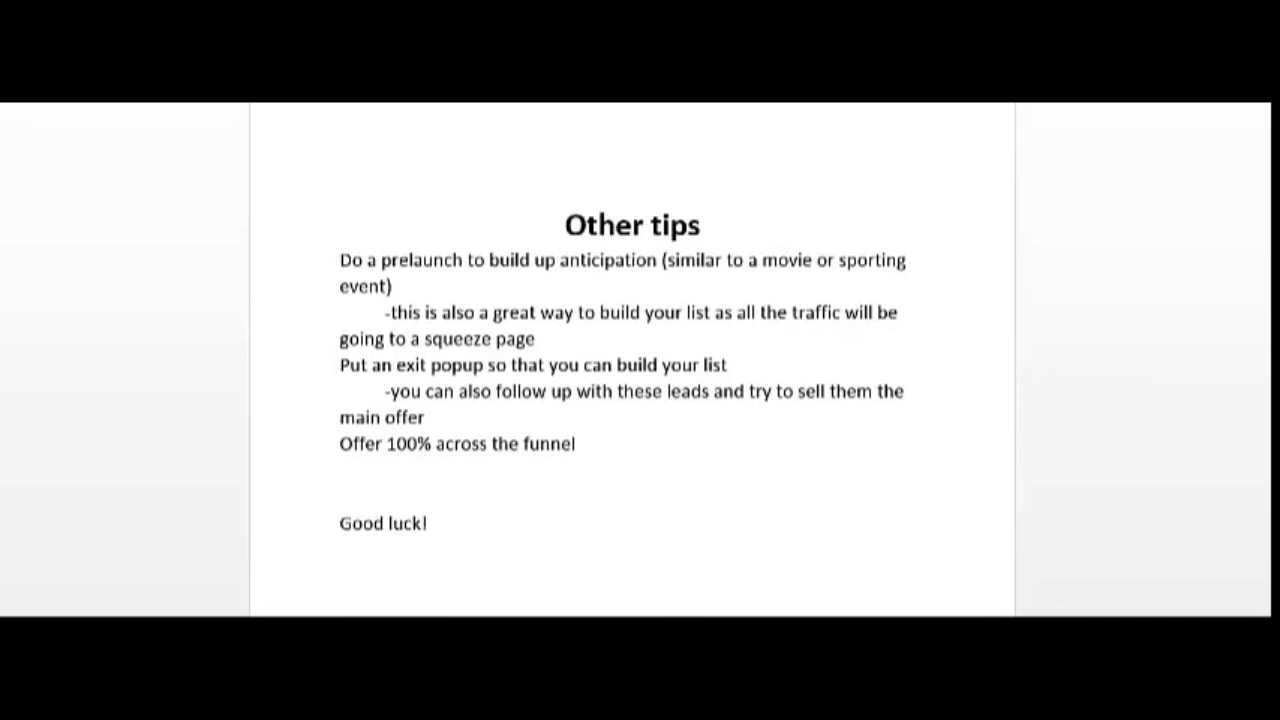 Other tips
Do a prelaunch to build up anticipation (similar to a movie or sporting
event)
-this is also a great way to build your list as all the traffic will be
going to a squeeze page
Put an exit popup so that you can build your list
-you can also follow up with these leads and try to sell them the
main offer
Offer 100% across the funnel
Good luck!